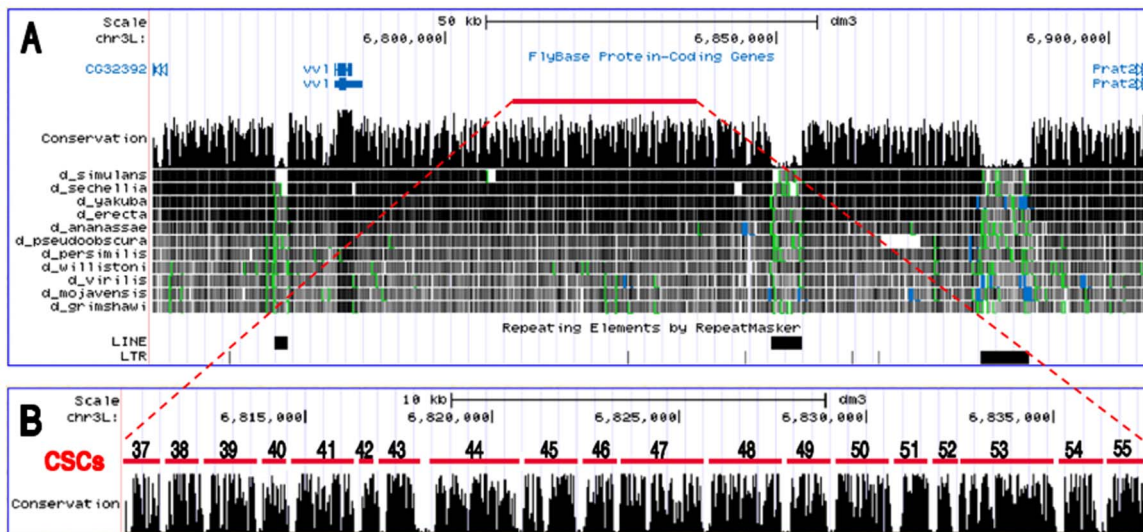 A
Scale 50 kb dm3
chr3L: 6,800,000 6,850,000 6,900,000
FlyBase Protein-Coding Genes
CG32392 vvl Prat2
vvl Prat2
Conservation
d_simulans
d_sechellia
d_yakuba
d_erecta
d_ananassae
d_pseudoobscura
d_persimilis
d_willistoni
d_virilis
d_mojavensis
d_grimshawi
Repeating Elements by RepeatMasker
LINE
LTR
B
Scale 10 kb dm3
chr3L: 6,815,000 6,820,000 6,825,000 6,830,000 6,835,000
37 38 39 40 41 42 43 44 45 46 47 48 49 50 51 52 53 54 55
CSCs
Conservation